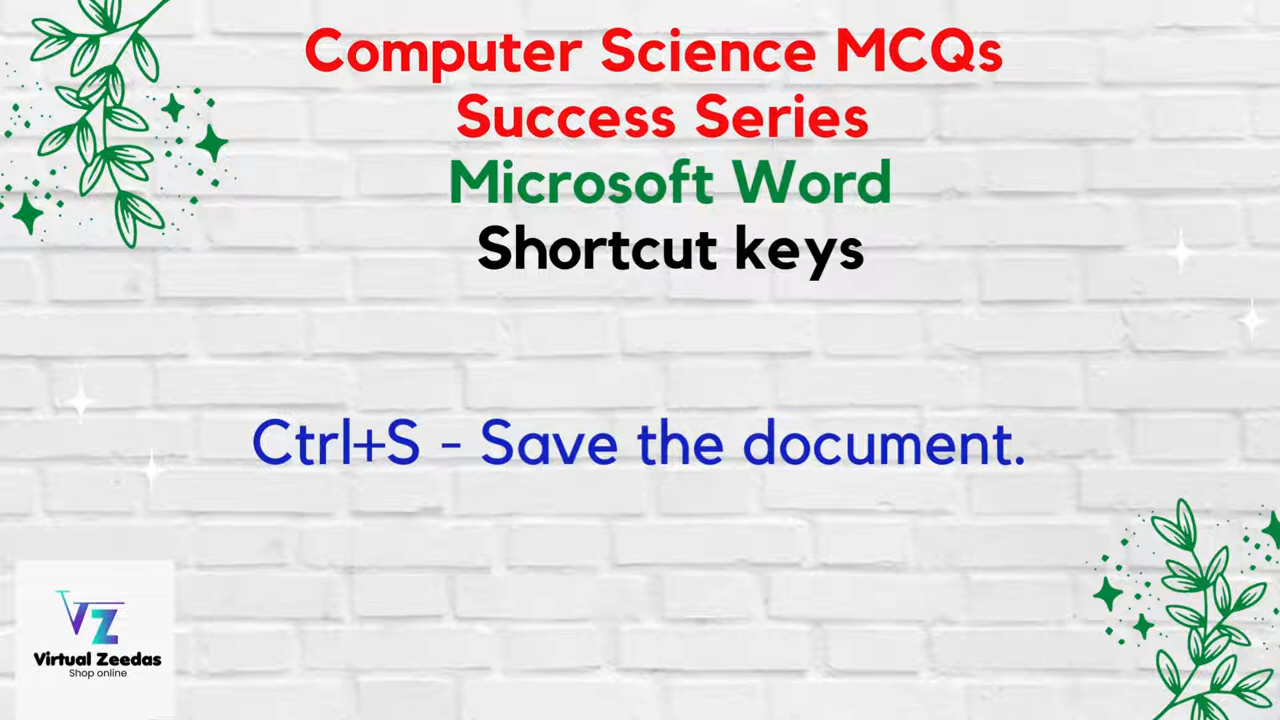 Computer Science MCQs
Success Series
Microsoft Word
Shortcut keys
Ctrl+S - Save the document.
VZ
Virtual Zeedas
Shop online